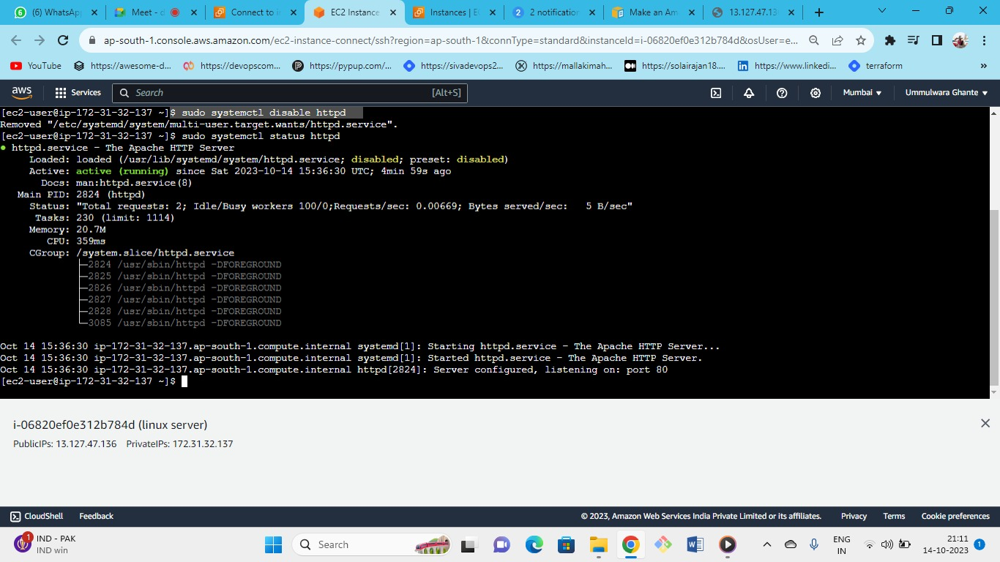 (6) WhatsAp
Meet - d
Connect to i
EC2 Instance
Instances | E
2 notification
Make an Am
13.127.47.13
ap-south-1.console.aws.amazon.com/ec2-instance-connect/ssh?region=ap-south-1&connType=standard&instanceId=i-06820ef0e312b784d&osUser=e...
YouTube
https://awesome-d...
https://devopscom...
https://pypup.com/...
https://sivadevops2...
https://mallakimah...
https://solairajan18....
https://www.linkedi...
terraform
aws
Services
Search
[Alt+S]
Mumbai
Ummulwara Ghante
[ec2-user@ip-172-31-32-137 ~]$ sudo systemctl disable httpd
Removed "/etc/systemd/system/multi-user.target.wants/httpd.service".
[ec2-user@ip-172-31-32-137 ~]$ sudo systemctl status httpd
● httpd.service - The Apache HTTP Server
Loaded: loaded (/usr/lib/systemd/system/httpd.service; disabled; preset: disabled)
Active: active (running) since Sat 2023-10-14 15:36:30 UTC; 4min 59s ago
Docs: man:httpd.service(8)
Main PID: 2824 (httpd)
Status: "Total requests: 2; Idle/Busy workers 100/0;Requests/sec: 0.00669; Bytes served/sec:   5 B/sec"
Tasks: 230 (limit: 1114)
Memory: 20.7M
CPU: 359ms
CGroup: /system.slice/httpd.service
├─2824 /usr/sbin/httpd -DFOREGROUND
├─2825 /usr/sbin/httpd -DFOREGROUND
├─2826 /usr/sbin/httpd -DFOREGROUND
├─2827 /usr/sbin/httpd -DFOREGROUND
├─2828 /usr/sbin/httpd -DFOREGROUND
└─3085 /usr/sbin/httpd -DFOREGROUND
Oct 14 15:36:30 ip-172-31-32-137.ap-south-1.compute.internal systemd[1]: Starting httpd.service - The Apache HTTP Server...
Oct 14 15:36:30 ip-172-31-32-137.ap-south-1.compute.internal systemd[1]: Started httpd.service - The Apache HTTP Server.
Oct 14 15:36:30 ip-172-31-32-137.ap-south-1.compute.internal httpd[2824]: Server configured, listening on: port 80
[ec2-user@ip-172-31-32-137 ~]$
i-06820ef0e312b784d (linux server)
PublicIPs: 13.127.47.136 PrivateIPs: 172.31.32.137
CloudShell
Feedback
© 2023, Amazon Web Services India Private Limited or its affiliates.
Privacy
Terms
Cookie preferences
1
IND - PAK
IND win
Search
ENG
IN
21:11
14-10-2023
1